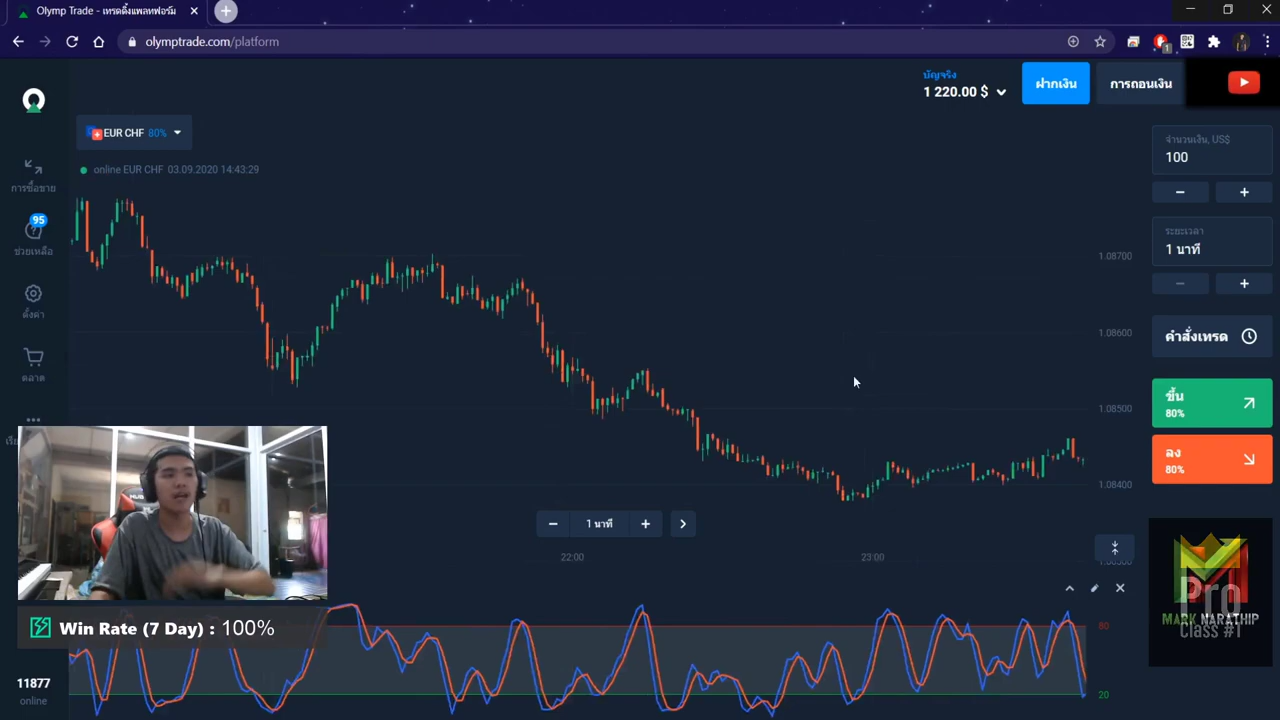 Olymp Trade - เทรดดิ้งแพลทฟอร์ม
olymptrade.com/platform
1
บัญจริง
1 220.00 $
ฝากเงิน
การถอนเงิน
EUR CHF 80%
online EUR CHF 03.09.2020 14:43:29
การซื้อขาย
95
ช่วยเหลือ
ตั้งค่า
ตลาด
1.08700
1.08600
1.08500
1.08400
จำนวนเงิน, US$
100
ระยะเวลา
1 นาที
คำสั่งเทรด
ขึ้น
80%
ลง
80%
1 นาที
22:00
23:00
80
20
Win Rate (7 Day) : 100%
11877
online
Pro
MARK NARATHIP
Class #1